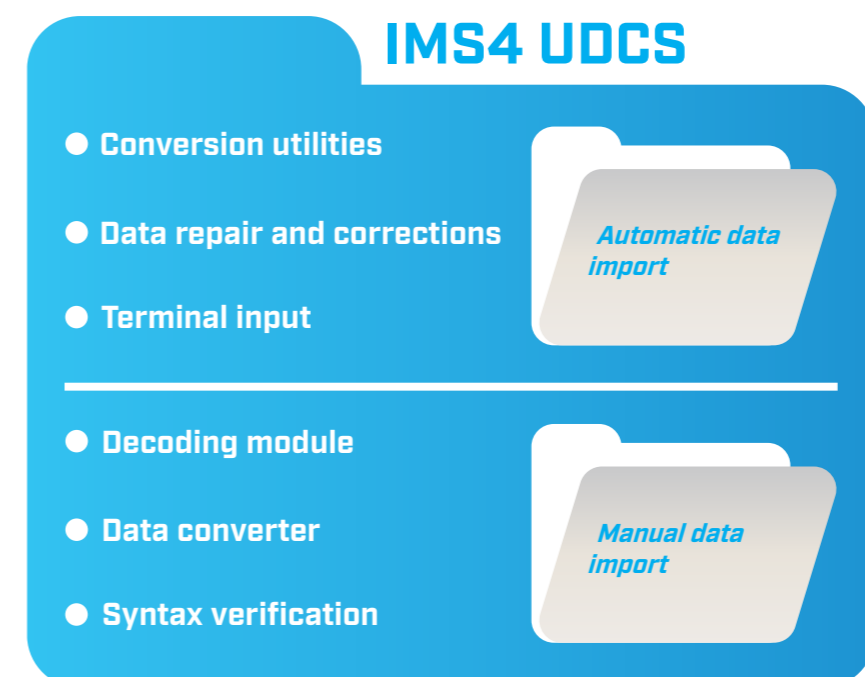 IMS4 UDCS
Conversion utilities
Data repair and corrections
Terminal input
Automatic data
import
Decoding module
Data converter
Syntax verification
Manual data
import